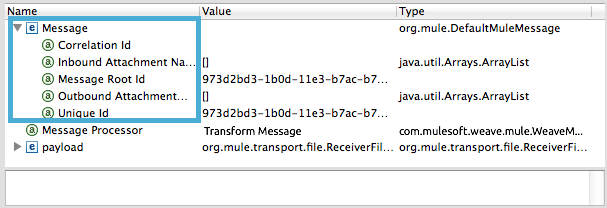 Name Value Type
e Message org.mule.DefaultMuleMessage
a Correlation Id
a Inbound Attachment Na... [] java.util.Arrays.ArrayList
a Message Root Id 973d2bd3-1b0d-11e3-b7ac-b7...
a Outbound Attachment... [] java.util.Arrays.ArrayList
a Unique Id 973d2bd3-1b0d-11e3-b7ac-b7...
a Message Processor Transform Message com.mulesoft.weave.mule.WeaveM...
e payload org.mule.transport.file.ReceiverFil... org.mule.transport.file.ReceiverFi...